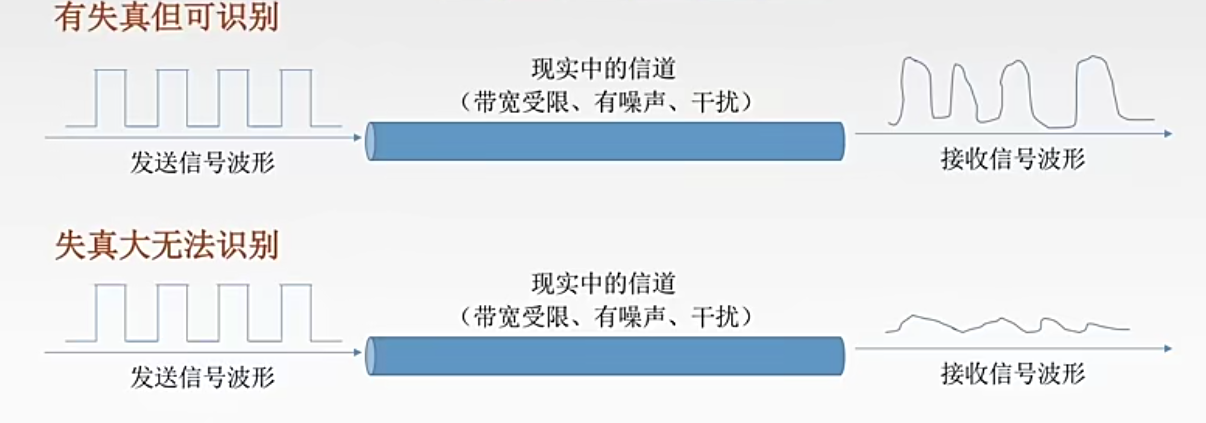 有失真但可识别
现实中的信道
（带宽受限、有噪声、干扰）
发送信号波形
接收信号波形
失真大无法识别
现实中的信道
（带宽受限、有噪声、干扰）
发送信号波形
接收信号波形